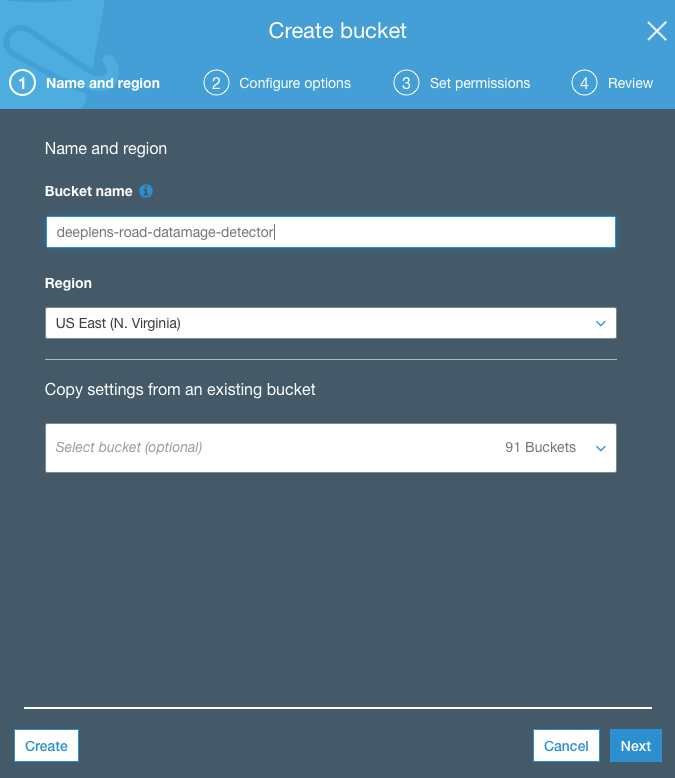 Create bucket
1 Name and region 2 Configure options 3 Set permissions 4 Review
Name and region
Bucket name
deeplens-road-datamage-detector
Region
US East (N. Virginia)
Copy settings from an existing bucket
Select bucket (optional) 91 Buckets
Create Cancel Next